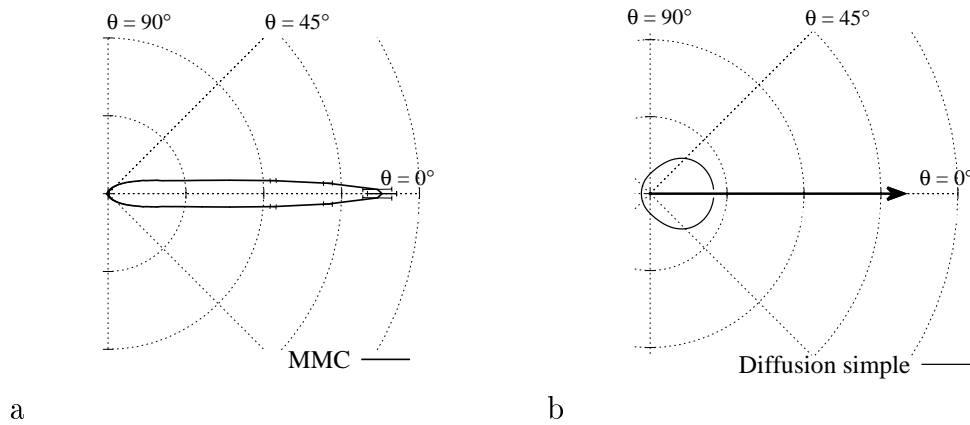 θ = 90°
θ = 45°
θ = 0°
MMC
a
θ = 90°
θ = 45°
θ = 0°
Diffusion simple
b